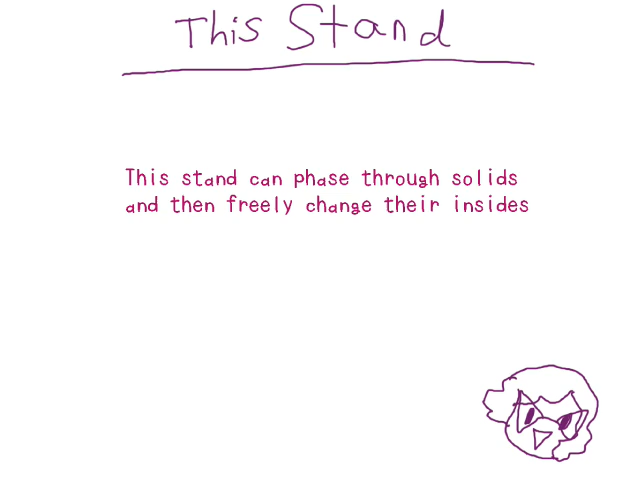 This Stand
This stand can phase through solids
and then freely change their insides